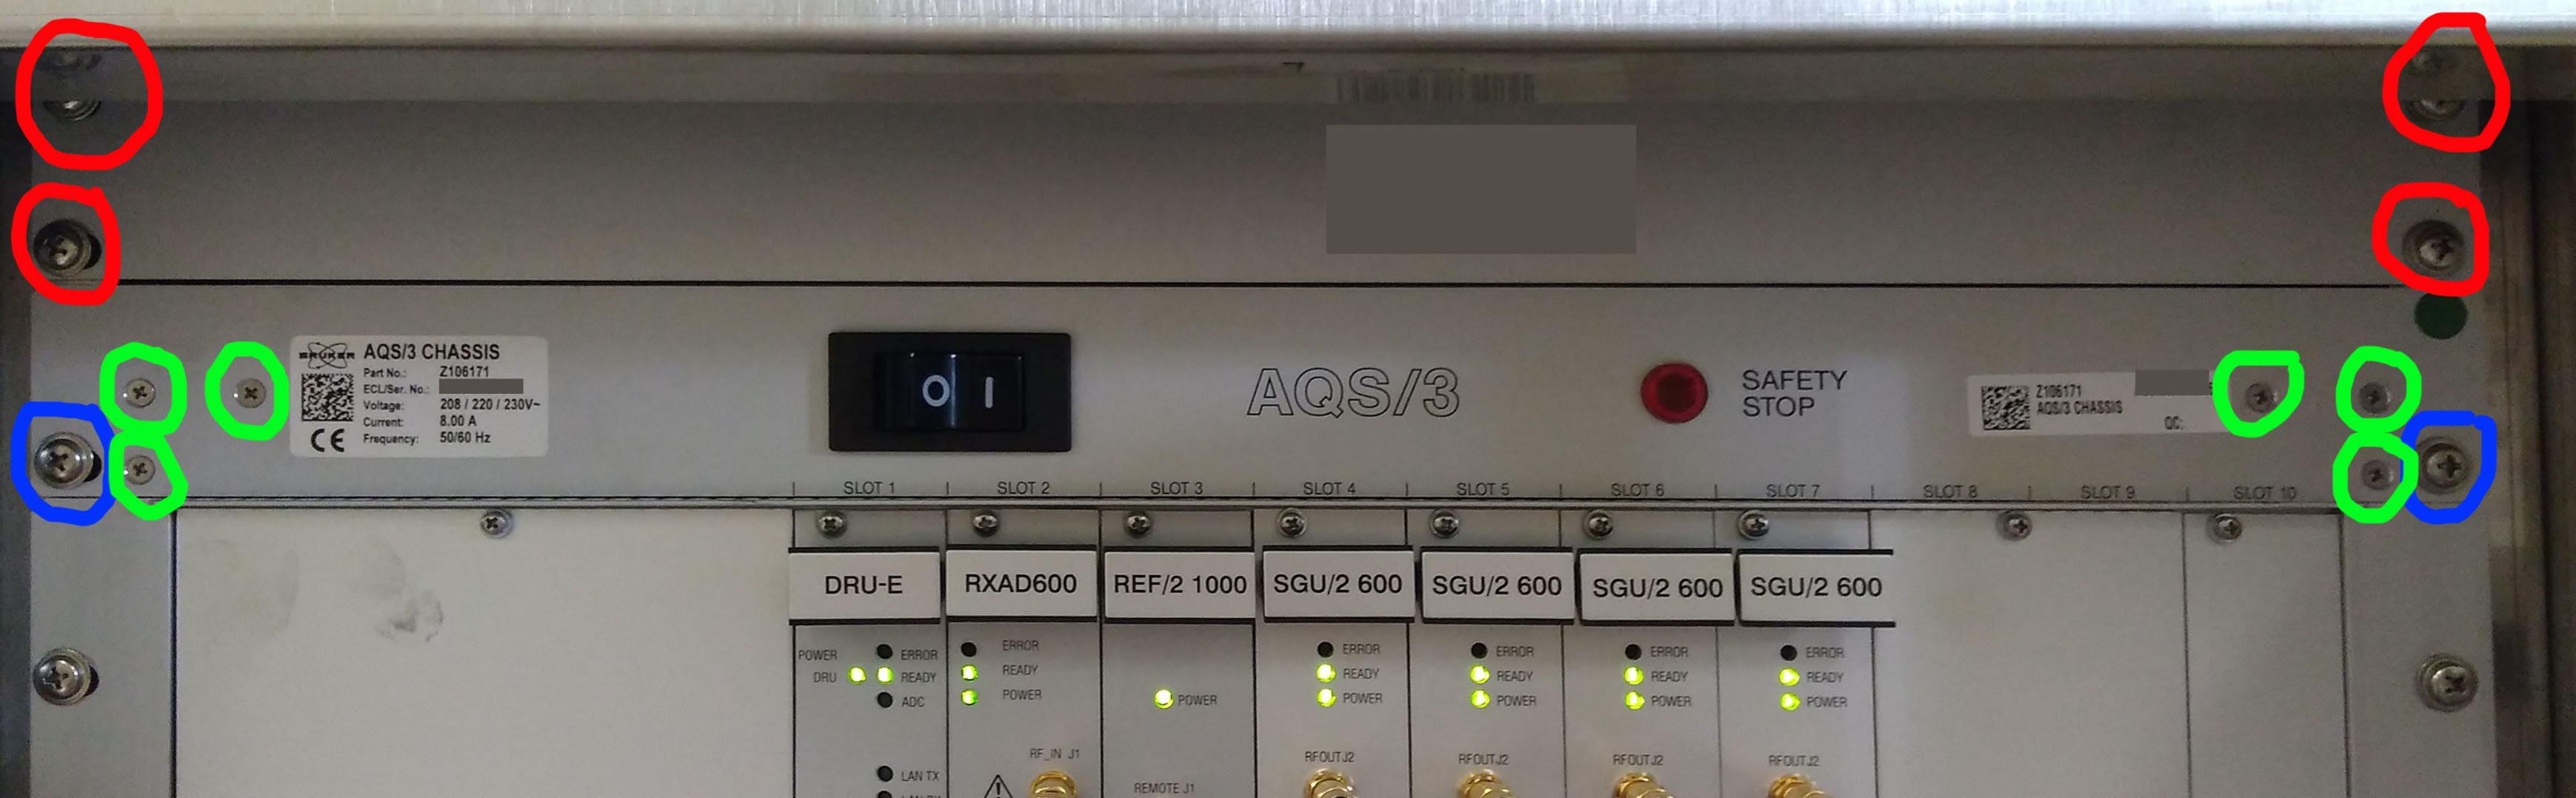 BRUKER
AQS/3 CHASSIS
Part No.: Z106171
ECL/Ser. No.:
Voltage: 208 / 220 / 230V~
Current: 8.00 A
Frequency: 50/60 Hz
CE
O I
AQS/3
SAFETY
STOP
Z106171
AQS/3 CHASSIS
QC:
SLOT 1 SLOT 2 SLOT 3 SLOT 4 SLOT 5 SLOT 6 SLOT 7 SLOT 8 SLOT 9 SLOT 10
DRU-E RXAD600 REF/2 1000 SGU/2 600 SGU/2 600 SGU/2 600 SGU/2 600
POWER ERROR
DRU READY
ADC
LAN TX
ERROR
READY
POWER
RF_IN J1
POWER
REMOTE J1
ERROR
READY
POWER
RFOUTJ2
ERROR
READY
POWER
RFOUTJ2
ERROR
READY
POWER
RFOUTJ2
ERROR
READY
POWER
RFOUTJ2